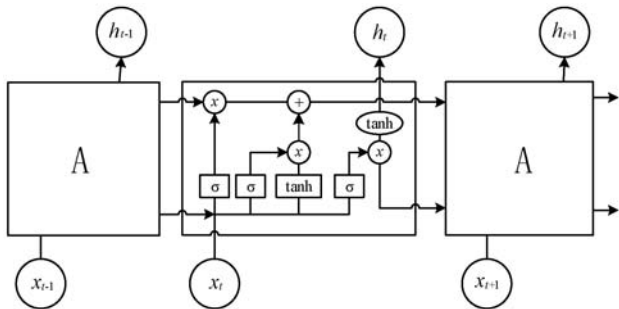 h_{t-1} h_t h_{t+1}
x +
tanh
A x x A
σ σ tanh σ
x_{t-1} x_t x_{t+1}